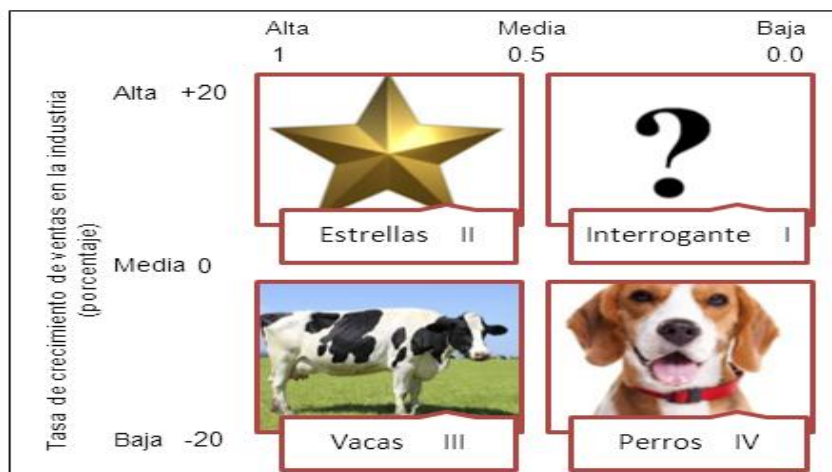 Alta Media Baja
1 0.5 0.0
Tasa de crecimiento de ventas en la industria
(porcentaje)
Alta +20
?
Estrellas II Interrogante I
Media 0
Vacas III Perros IV
Baja -20